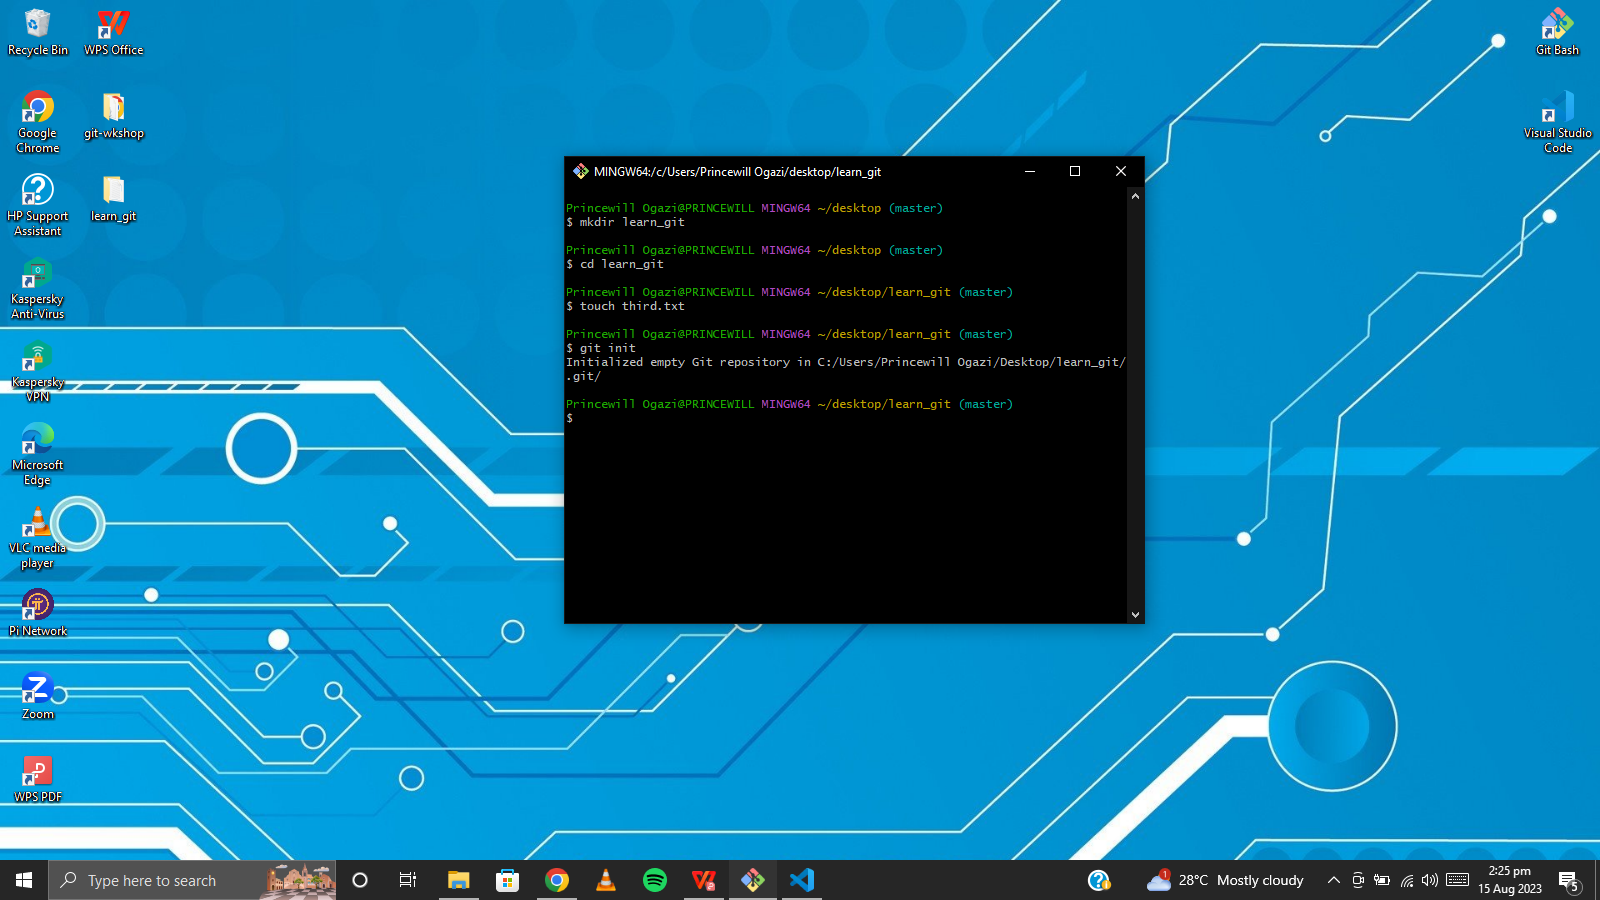 Recycle Bin
WPS Office
Google
Chrome
git-wkshop
HP Support
Assistant
learn_git
Kaspersky
Anti-Virus
Kaspersky
VPN
Microsoft
Edge
VLC media
player
Pi Network
Zoom
WPS PDF
Git Bash
Visual Studio
Code
MINGW64:/c/Users/Princewill Ogazi/desktop/learn_git
Princewill Ogazi@PRINCEWILL MINGW64 ~/desktop (master)
$ mkdir learn_git
Princewill Ogazi@PRINCEWILL MINGW64 ~/desktop (master)
$ cd learn_git
Princewill Ogazi@PRINCEWILL MINGW64 ~/desktop/learn_git (master)
$ touch third.txt
Princewill Ogazi@PRINCEWILL MINGW64 ~/desktop/learn_git (master)
$ git init
Initialized empty Git repository in C:/Users/Princewill Ogazi/Desktop/learn_git/
.git/
Princewill Ogazi@PRINCEWILL MINGW64 ~/desktop/learn_git (master)
$
Type here to search
1
28°C Mostly cloudy
2:25 pm
15 Aug 2023
5